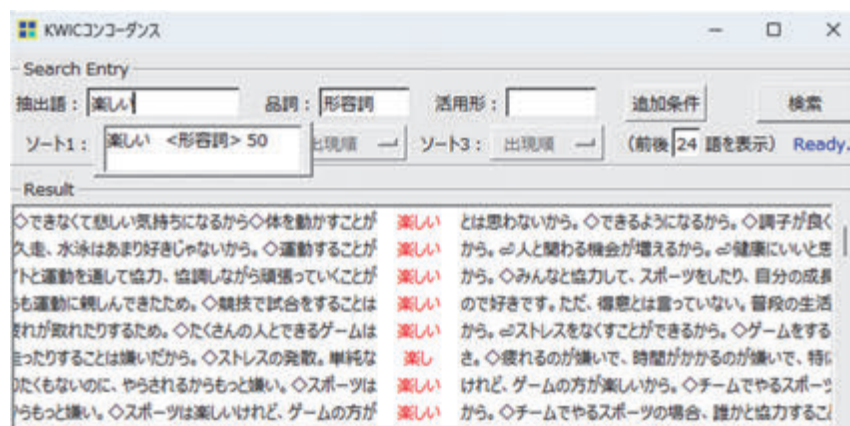 KWICコンコーダンス
Search Entry
抽出語： 楽しい 品詞： 形容詞 活用形： 追加条件 検索
ソート1： 楽しい <形容詞> 50 出現順 ソート3： 出現順 (前後 24 語を表示) Ready.
Result
◇できなくて悲しい気持ちになるから◇体を動かすことが 楽しい とは思わないから。◇できるようになるから。◇調子が良く
久走、水泳はあまり好きじゃないから。◇運動することが 楽しい から。⏎人と関わる機会が増えるから。⏎健康にいいと思
トと運動を通して協力、協調しながら頑張っていくことが 楽しい から。◇みんなと協力して、スポーツをしたり、自分の成長
も運動に親しんできたため。◇競技で試合をすることは 楽しい ので好きです。ただ、得意とは言っていない。普段の生活
疲れが取れたりするため。◇たくさんの人とできるゲームは 楽しい から。⏎ストレスをなくすことができるから。◇ゲームをする
ったりすることは嫌いだから。◇ストレスの発散。単純な 楽し さ。◇疲れるのが嫌いで、時間がかかるのが嫌いで、特に
たくもないのに、やらされるからもっと嫌い。◇スポーツは 楽しい けれど、ゲームの方が楽しいから。◇チームでやるスポーツ
らもっと嫌い。◇スポーツは楽しいけれど、ゲームの方が 楽しい から。◇チームでやるスポーツの場合、誰かと協力するこ